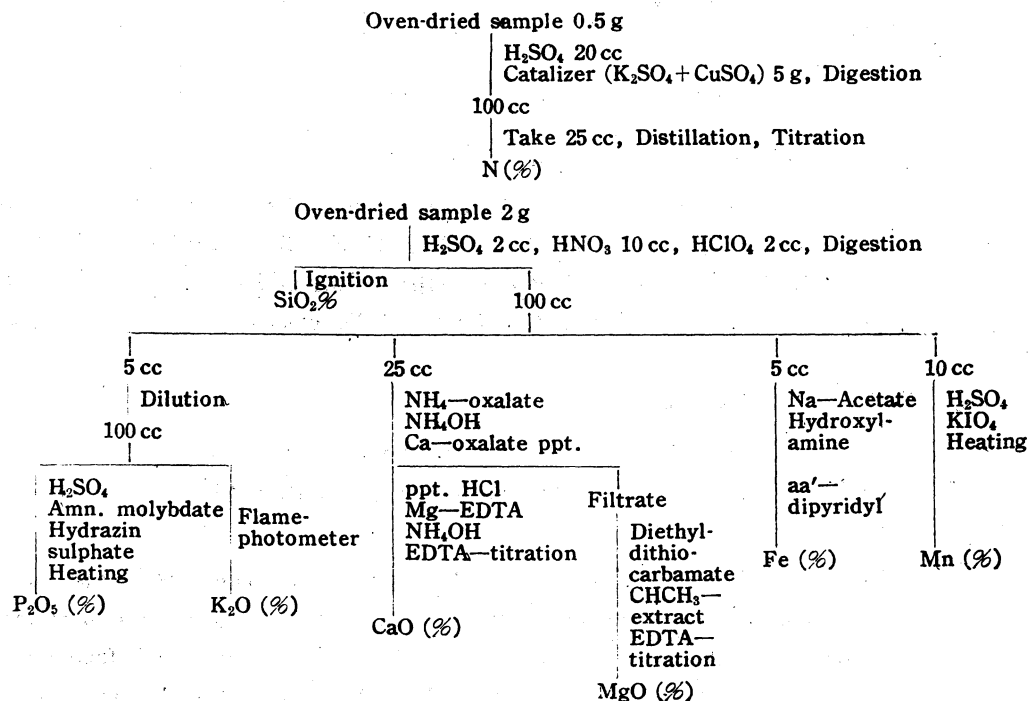 Oven-dried sample 0.5 g
H₂SO₄ 20 cc
Catalizer (K₂SO₄+CuSO₄) 5 g, Digestion
100 cc
Take 25 cc, Distillation, Titration
N (%)
Oven-dried sample 2 g
H₂SO₄ 2 cc, HNO₃ 10 cc, HClO₄ 2 cc, Digestion
Ignition
SiO₂%
100 cc
5 cc
Dilution
100 cc
H₂SO₄
Amn. molybdate
Hydrazin
sulphate
Heating
P₂O₅ (%)
Flame-
photometer
K₂O (%)
25 cc
NH₄—oxalate
NH₄OH
Ca—oxalate ppt.
ppt. HCl
Mg—EDTA
NH₄OH
EDTA—titration
CaO (%)
Filtrate
Diethyl-
dithio-
carbamate
CHCH₃—
extract
EDTA—
titration
MgO (%)
5 cc
Na—Acetate
Hydroxyl-
amine
aa′—
dipyridyl
Fe (%)
10 cc
H₂SO₄
KIO₄
Heating
Mn (%)